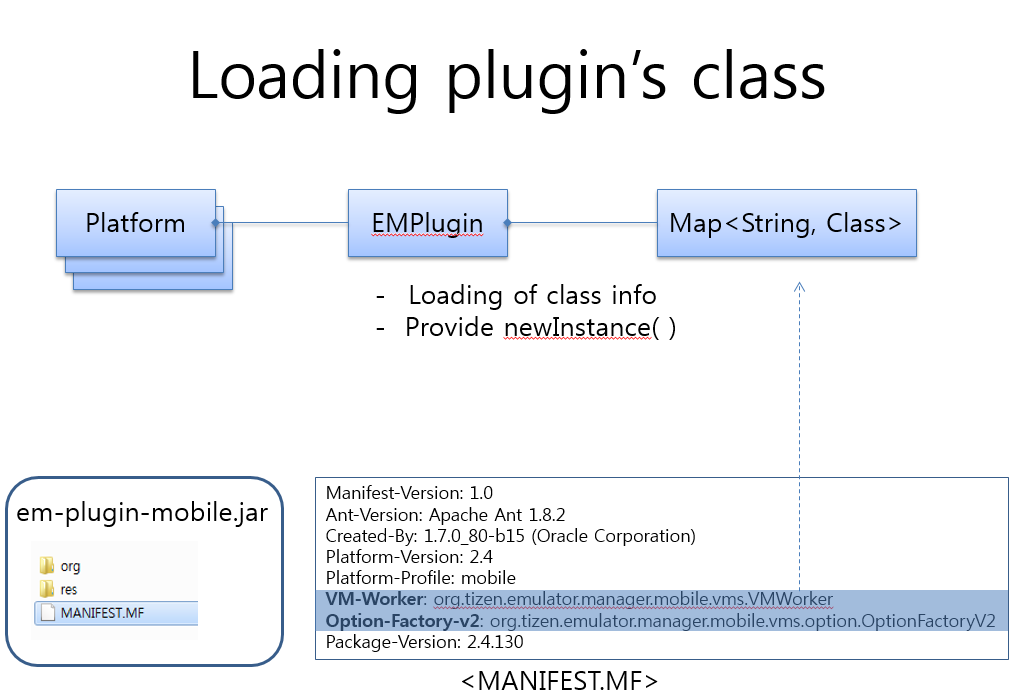 Loading plugin’s class
Platform
EMPlugin
Map<String, Class>
- Loading of class info
- Provide newInstance( )
em-plugin-mobile.jar
org
res
MANIFEST.MF
Manifest-Version: 1.0
Ant-Version: Apache Ant 1.8.2
Created-By: 1.7.0_80-b15 (Oracle Corporation)
Platform-Version: 2.4
Platform-Profile: mobile
VM-Worker: org.tizen.emulator.manager.mobile.vms.VMWorker
Option-Factory-v2: org.tizen.emulator.manager.mobile.vms.option.OptionFactoryV2
Package-Version: 2.4.130
<MANIFEST.MF>